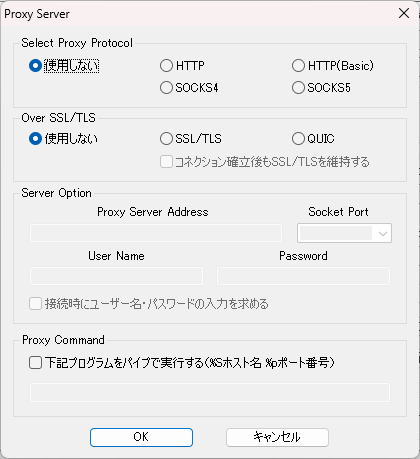 Proxy Server
Select Proxy Protocol
使用しない HTTP HTTP(Basic)
SOCKS4 SOCKS5
Over SSL/TLS
使用しない SSL/TLS QUIC
コネクション確立後もSSL/TLSを維持する
Server Option
Proxy Server Address Socket Port
User Name Password
接続時にユーザー名・パスワードの入力を求める
Proxy Command
下記プログラムをパイプで実行する(%Sホスト名 %pポート番号)
OK キャンセル